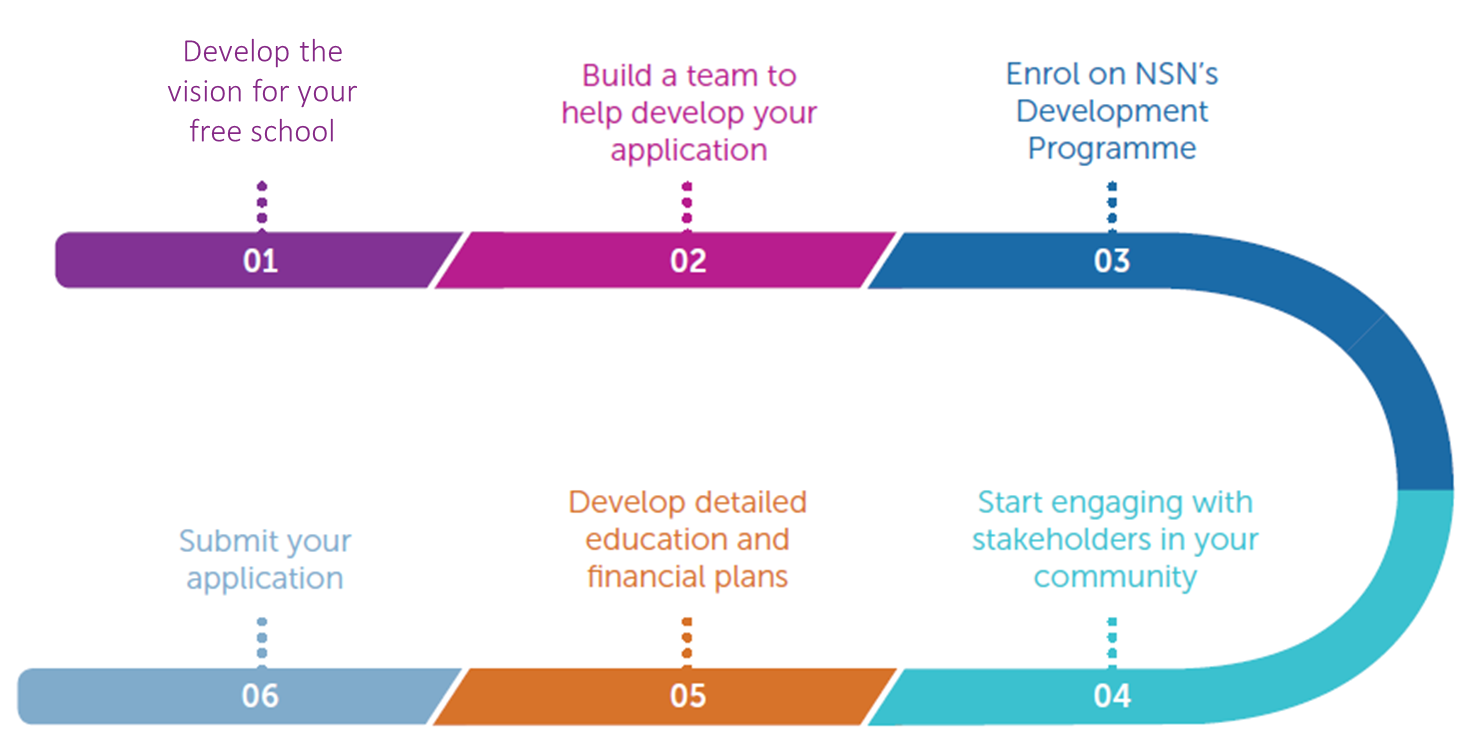 Develop the
vision for your
free school
Build a team to
help develop your
application
Enrol on NSN's
Development
Programme
01
02
03
Start engaging with
stakeholders in your
community
04
Develop detailed
education and
financial plans
05
Submit your
application
06